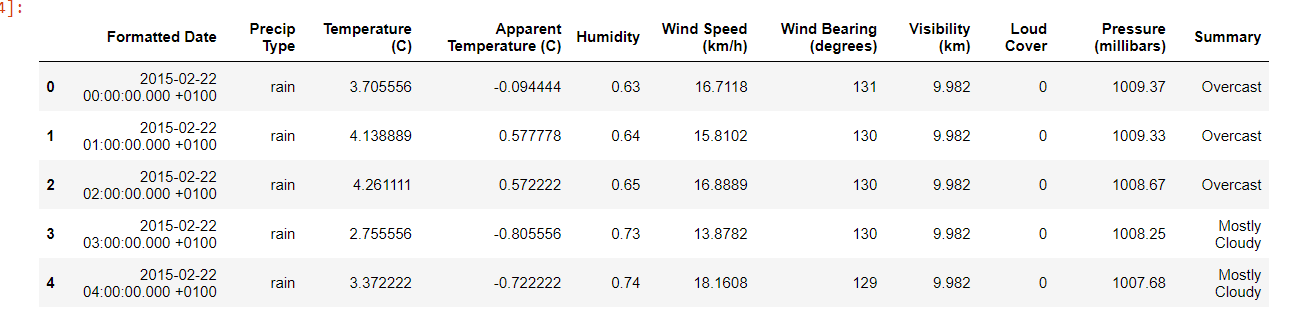 4]:
Formatted Date Precip Type Temperature (C) Apparent Temperature (C) Humidity Wind Speed (km/h) Wind Bearing (degrees) Visibility (km) Loud Cover Pressure (millibars) Summary
0 2015-02-22 00:00:00.000 +0100 rain 3.705556 -0.094444 0.63 16.7118 131 9.982 0 1009.37 Overcast
1 2015-02-22 01:00:00.000 +0100 rain 4.138889 0.577778 0.64 15.8102 130 9.982 0 1009.33 Overcast
2 2015-02-22 02:00:00.000 +0100 rain 4.261111 0.572222 0.65 16.8889 130 9.982 0 1008.67 Overcast
3 2015-02-22 03:00:00.000 +0100 rain 2.755556 -0.805556 0.73 13.8782 130 9.982 0 1008.25 Mostly Cloudy
4 2015-02-22 04:00:00.000 +0100 rain 3.372222 -0.722222 0.74 18.1608 129 9.982 0 1007.68 Mostly Cloudy